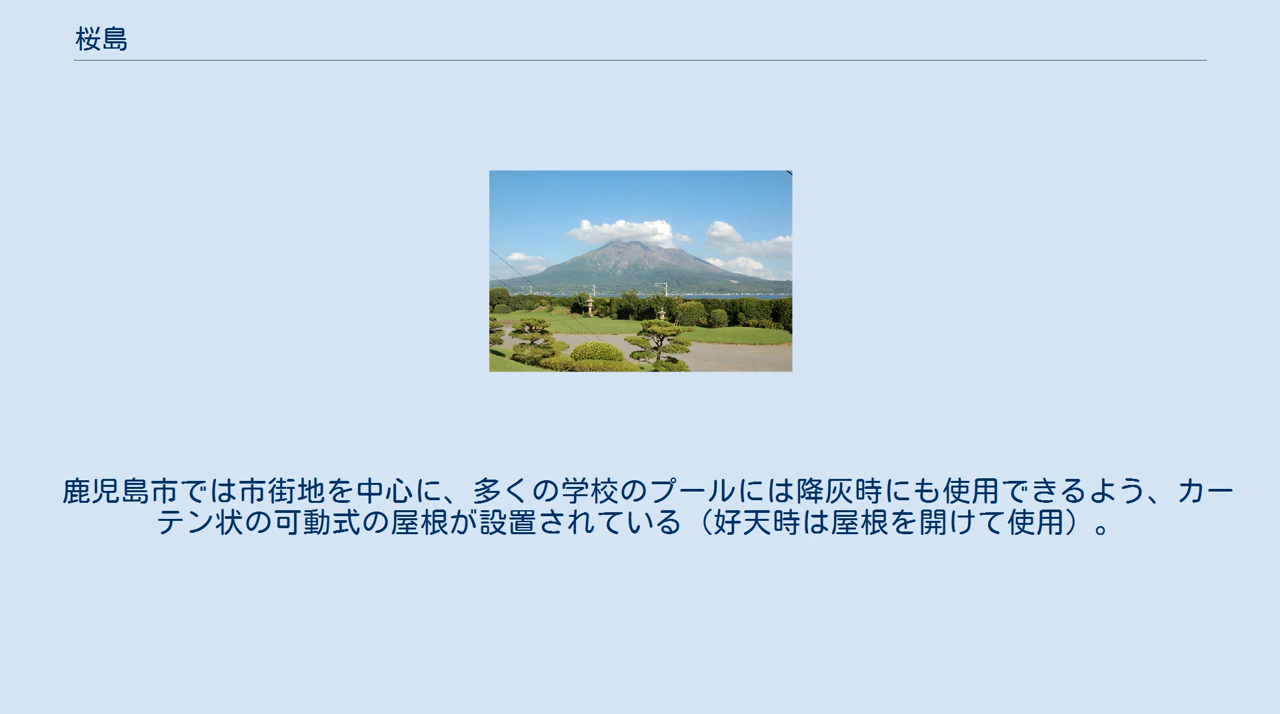 桜島
鹿児島市では市街地を中心に、多くの学校のプールには降灰時にも使用できるよう、カー
テン状の可動式の屋根が設置されている（好天時は屋根を開けて使用）。